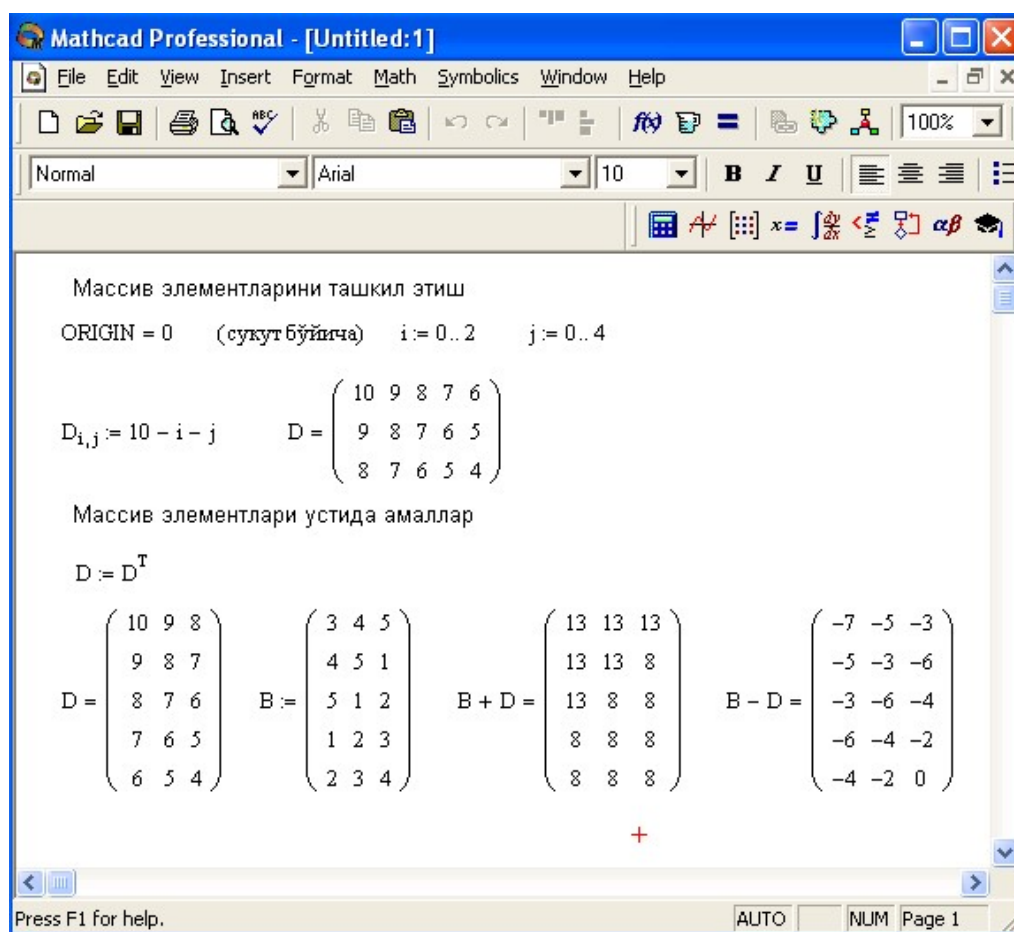 Mathcad Professional - [Untitled:1]
File Edit View Insert Format Math Symbolics Window Help
100%
Normal Arial 10 B I U
x= αβ
Массив элементларини ташкил этиш
ORIGIN = 0 (сукут бўйича) i := 0.. 2 j := 0.. 4
10 9 8 7 6
D i, j := 10 − i − j D = 9 8 7 6 5
8 7 6 5 4
Массив элементлари устида амаллар
D := D^T
10 9 8 3 4 5 13 13 13 −7 −5 −3
9 8 7 4 5 1 13 13 8 −5 −3 −6
D = 8 7 6 B := 5 1 2 B + D = 13 8 8 B − D = −3 −6 −4
7 6 5 1 2 3 8 8 8 −6 −4 −2
6 5 4 2 3 4 8 8 8 −4 −2 0
Press F1 for help. AUTO NUM Page 1